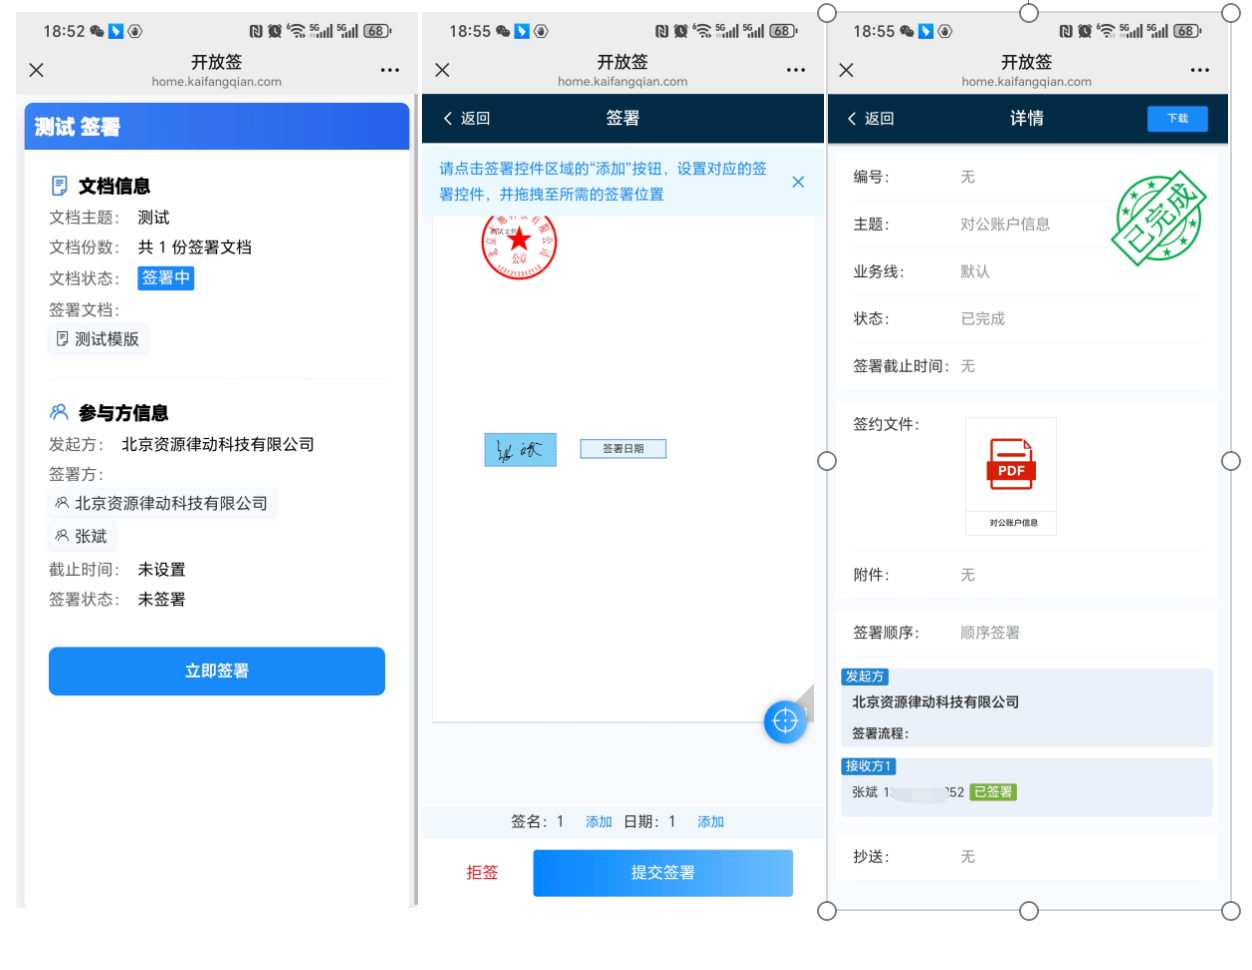 18:52
5G
5G
68
开放签
home.kaifangqian.com
测试 签署
文档信息
文档主题： 测试
文档份数： 共 1 份签署文档
文档状态： 签署中
签署文档：
测试模版
参与方信息
发起方： 北京资源律动科技有限公司
签署方：
北京资源律动科技有限公司
张斌
截止时间： 未设置
签署状态： 未签署
立即签署
18:55
5G
5G
68
开放签
home.kaifangqian.com
返回
签署
请点击签署控件区域的“添加”按钮，设置对应的签
署控件，并拖拽至所需的签署位置
测试文件
公章
签署日期
签名：1 添加 日期：1 添加
拒签
提交签署
18:55
5G
5G
68
开放签
home.kaifangqian.com
返回
详情
下载
编号： 无
主题： 对公账户信息
业务线： 默认
状态： 已完成
签署截止时间： 无
已完成
签约文件：
PDF
对公账户信息
附件： 无
签署顺序： 顺序签署
发起方
北京资源律动科技有限公司
签署流程：
接收方1
张斌 1 52 已签署
抄送： 无